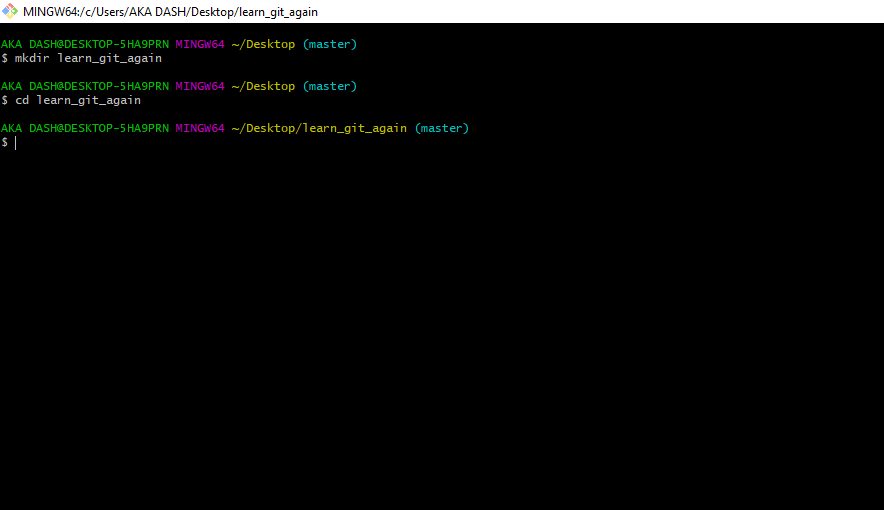 MINGW64:/c/Users/AKA DASH/Desktop/learn_git_again
AKA DASH@DESKTOP-5HA9PRN MINGW64 ~/Desktop (master)
$ mkdir learn_git_again
AKA DASH@DESKTOP-5HA9PRN MINGW64 ~/Desktop (master)
$ cd learn_git_again
AKA DASH@DESKTOP-5HA9PRN MINGW64 ~/Desktop/learn_git_again (master)
$